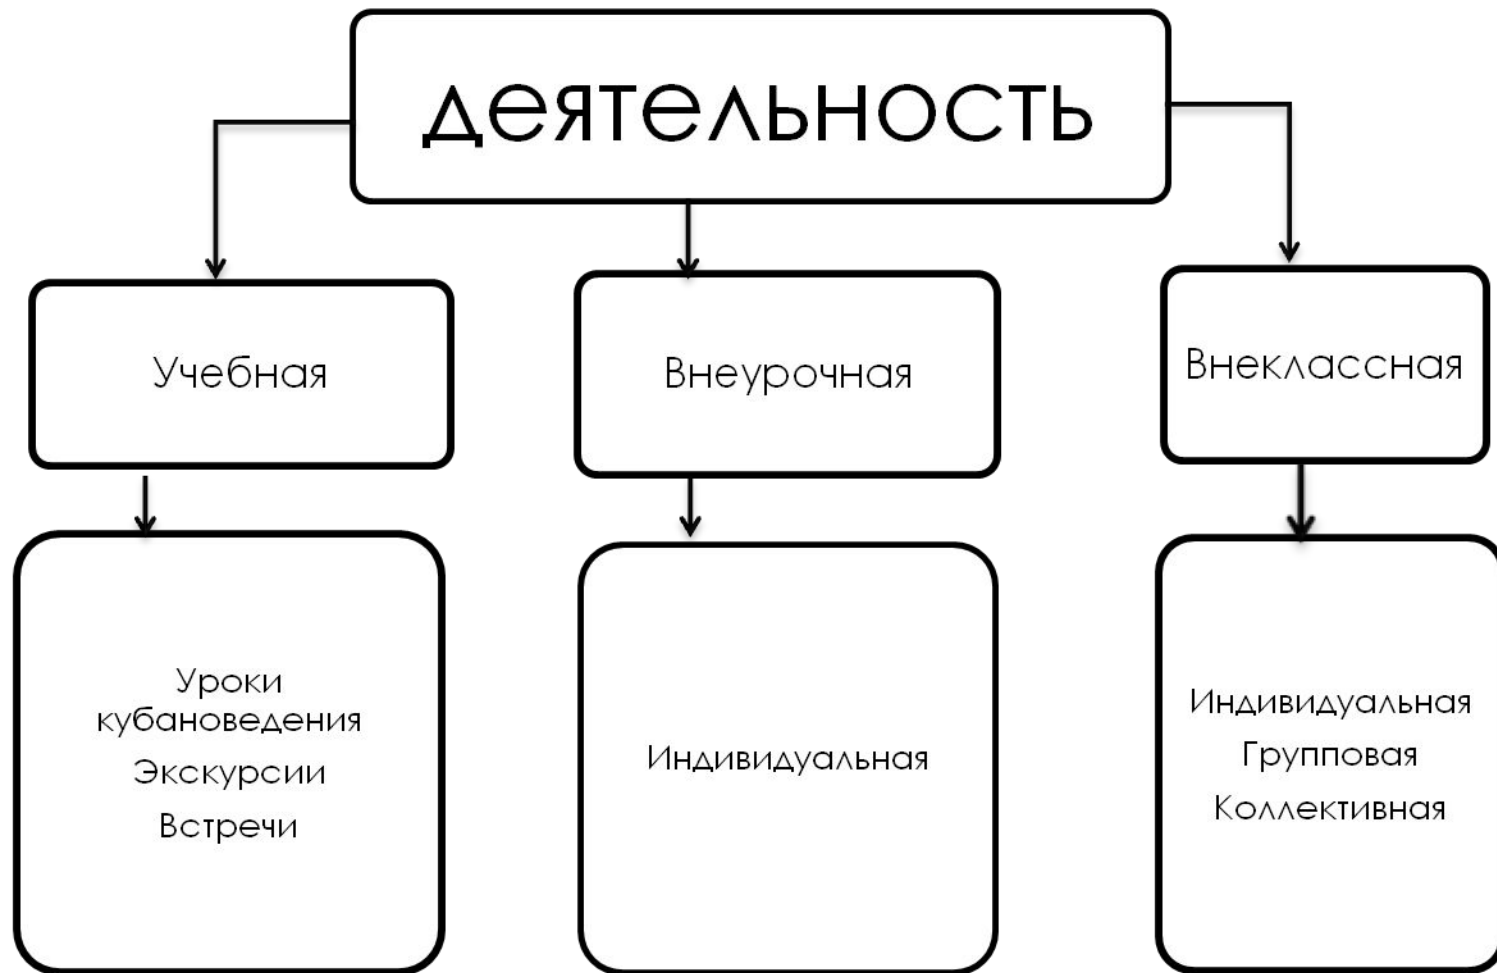 деятельность
Учебная
Внеурочная
Внеклассная
Уроки
кубановедения
Экскурсии
Встречи
Индивидуальная
Индивидуальная
Групповая
Коллективная